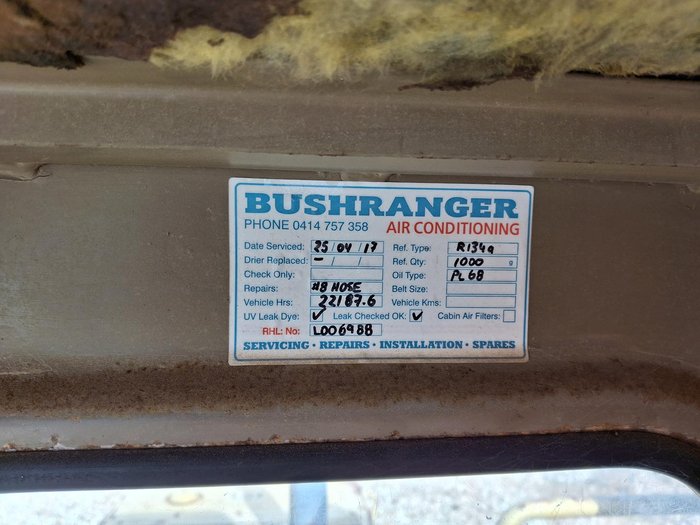 BUSHRANGER
PHONE 0414 757 358 AIR CONDITIONING
Date Serviced: 25/04/17 Ref. Type: R134a
Drier Replaced: - / / Ref. Qty: 1000 g
Check Only: Oil Type: PL68
Repairs: #8 HOSE Belt Size:
Vehicle Hrs: 22187.6 Vehicle Kms:
UV Leak Dye: ✓ Leak Checked OK: ✓ Cabin Air Filters:
RHL: No: L006988
SERVICING • REPAIRS • INSTALLATION • SPARES